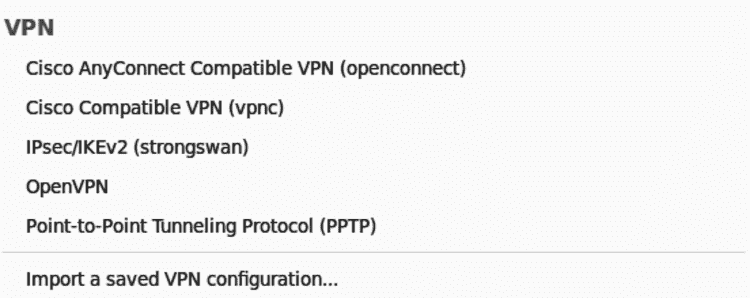 VPN
Cisco AnyConnect Compatible VPN (openconnect)
Cisco Compatible VPN (vpnc)
IPsec/IKEv2 (strongswan)
OpenVPN
Point-to-Point Tunneling Protocol (PPTP)
Import a saved VPN configuration...